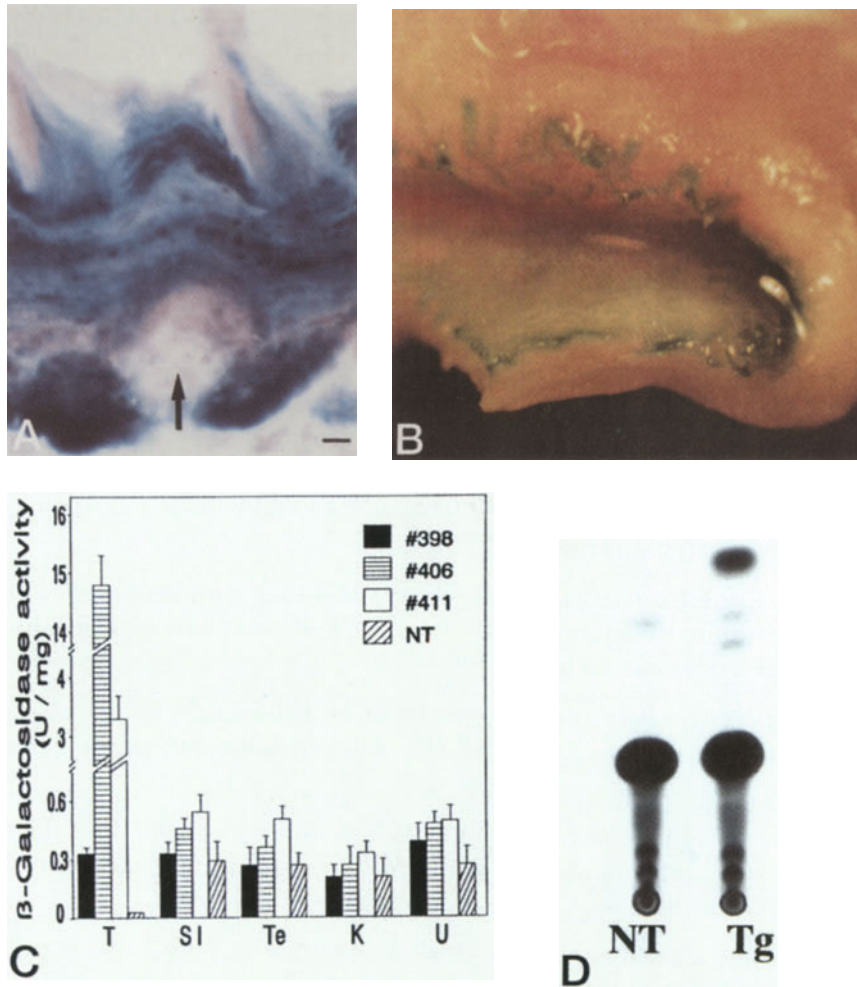 A
B
ß-Galactosidase activity
(U / mg)
16
15
14
4
3
0.6
0.3
0
#398
#406
#411
NT
T
SI
Te
K
U
C
NT
Tg
D